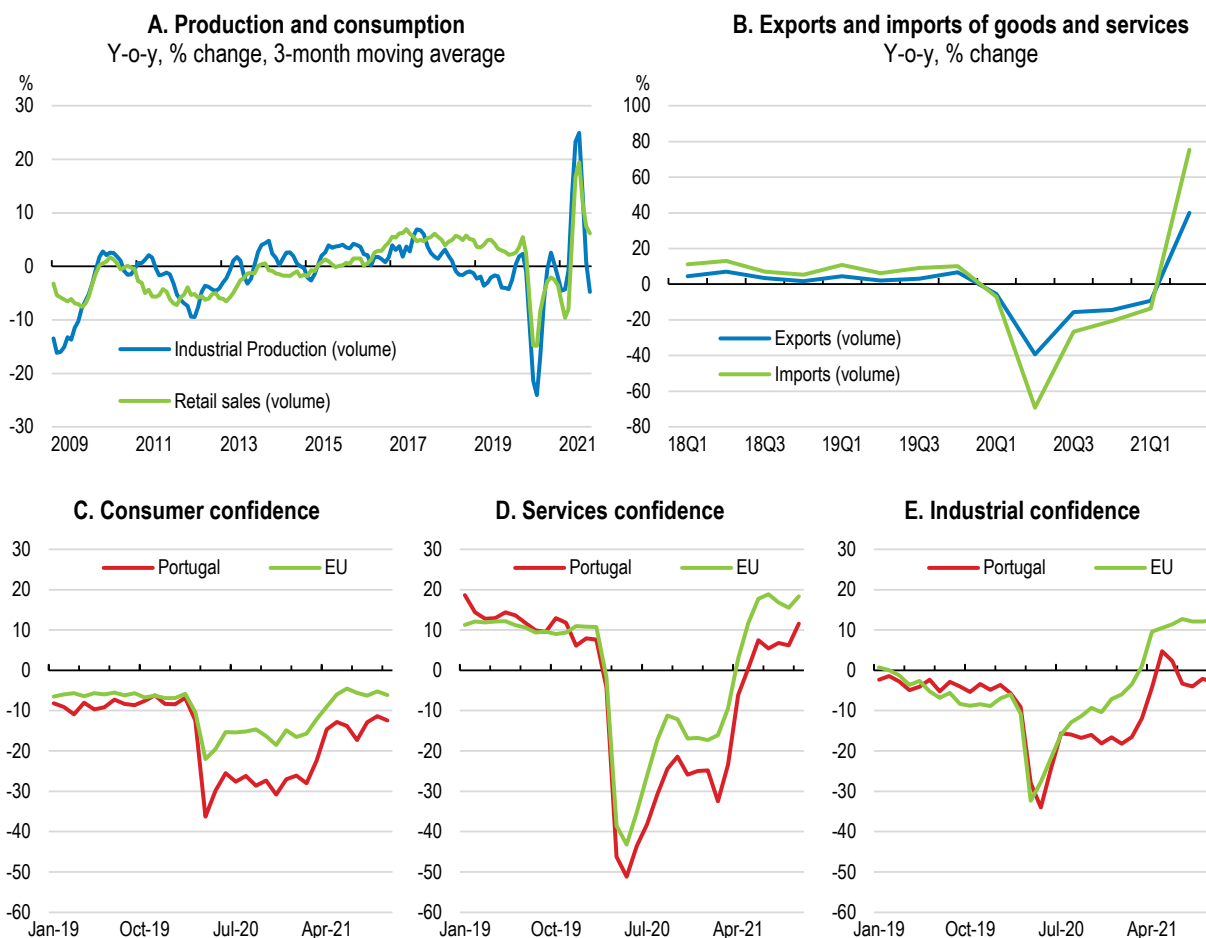 A. Production and consumption
Y-o-y, % change, 3-month moving average
%
30
20
10
0
-10
-20
-30
Industrial Production (volume)
Retail sales (volume)
2009 2011 2013 2015 2017 2019 2021
B. Exports and imports of goods and services
Y-o-y, % change
%
100
80
60
40
20
0
-20
-40
-60
-80
Exports (volume)
Imports (volume)
18Q1 18Q3 19Q1 19Q3 20Q1 20Q3 21Q1
C. Consumer confidence
Portugal EU
30
20
10
0
-10
-20
-30
-40
-50
-60
Jan-19 Oct-19 Jul-20 Apr-21
D. Services confidence
Portugal EU
30
20
10
0
-10
-20
-30
-40
-50
-60
Jan-19 Oct-19 Jul-20 Apr-21
E. Industrial confidence
Portugal EU
30
20
10
0
-10
-20
-30
-40
-50
-60
Jan-19 Oct-19 Jul-20 Apr-21